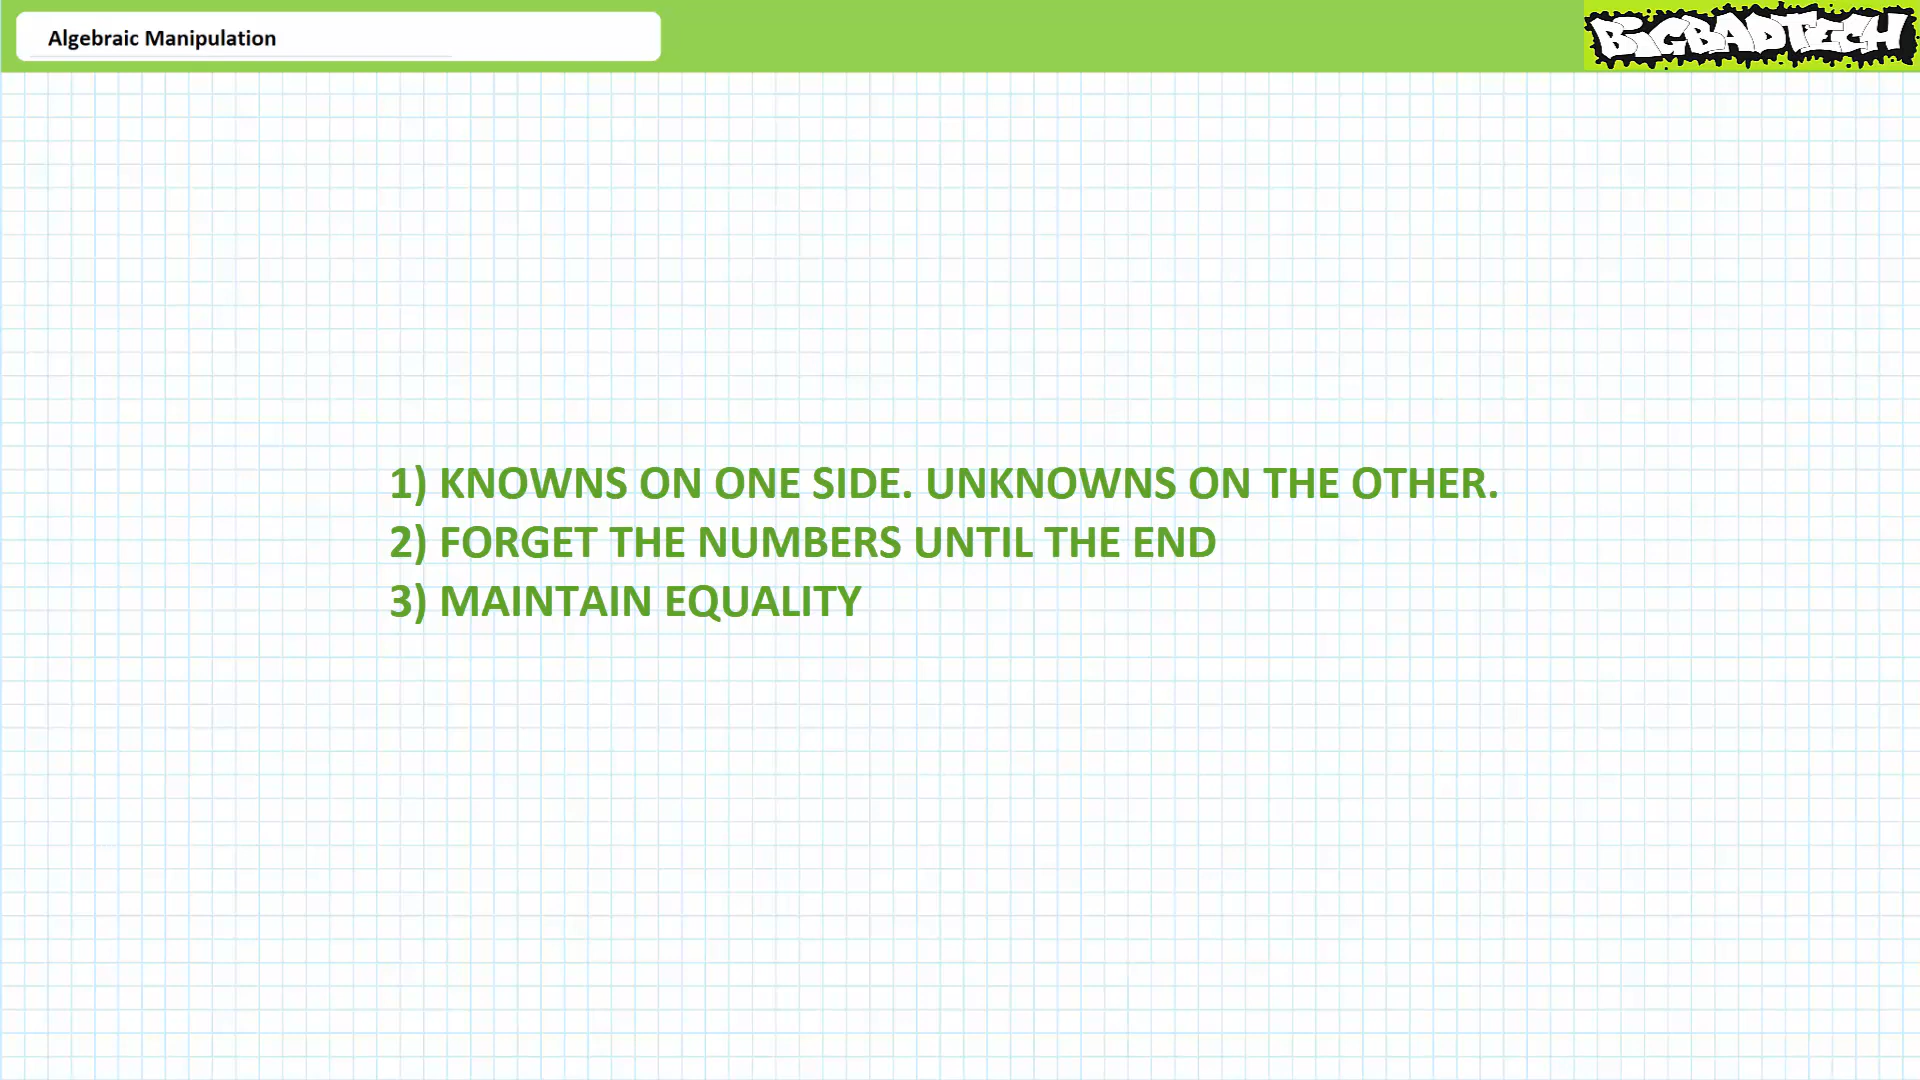 Algebraic Manipulation
BIGBADTECH
1) KNOWNS ON ONE SIDE. UNKNOWNS ON THE OTHER.
2) FORGET THE NUMBERS UNTIL THE END
3) MAINTAIN EQUALITY